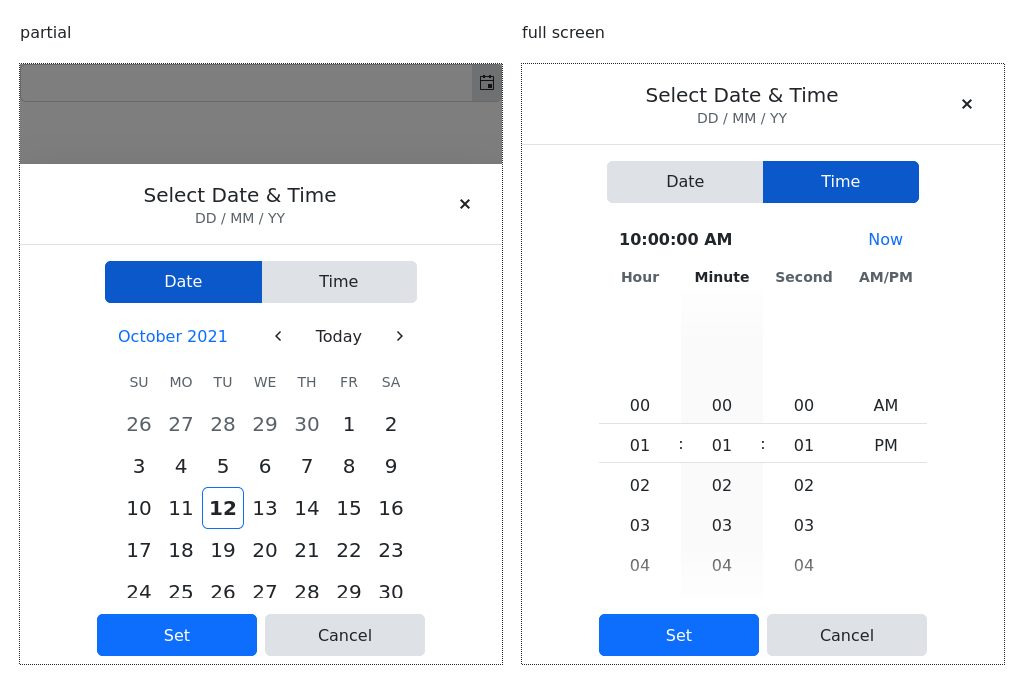 partial
Select Date & Time
DD / MM / YY
×
Date Time
October 2021 Today
SU MO TU WE TH FR SA
26 27 28 29 30 1 2
3 4 5 6 7 8 9
10 11 12 13 14 15 16
17 18 19 20 21 22 23
24 25 26 27 28 29 30
Set Cancel
full screen
Select Date & Time
DD / MM / YY
×
Date Time
10:00:00 AM Now
Hour Minute Second AM/PM
00 00 00 AM
01 : 01 : 01 PM
02 02 02
03 03 03
04 04 04
Set Cancel